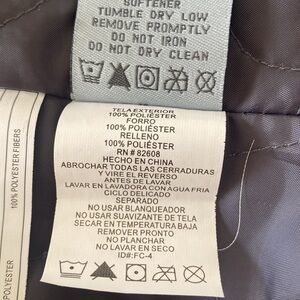 SOFTENER
TUMBLE DRY LOW
REMOVE PROMPTLY
DO NOT IRON
DO NOT DRY CLEAN
TELA EXTERIOR
100% POLIÉSTER
FORRO
100% POLIÉSTER
RELLENO
100% POLIÉSTER
RN # 82608
HECHO EN CHINA
ABROCHAR TODAS LAS CERRADURAS
Y VIRE EL REVERSO
ANTES DE LAVAR
LAVAR EN LAVADORA CON AGUA FRIA
CICLO DELICADO
SEPARADO
NO USAR BLANQUEADOR
NO USAR SUAVIZANTE DE TELA
SECAR EN TEMPERATURA BAJA
REMOVER PRONTO
NO PLANCHAR
NO LAVAR EN SECO
ID#:FC-4
100% POLYESTER FIBERS
POLYESTER